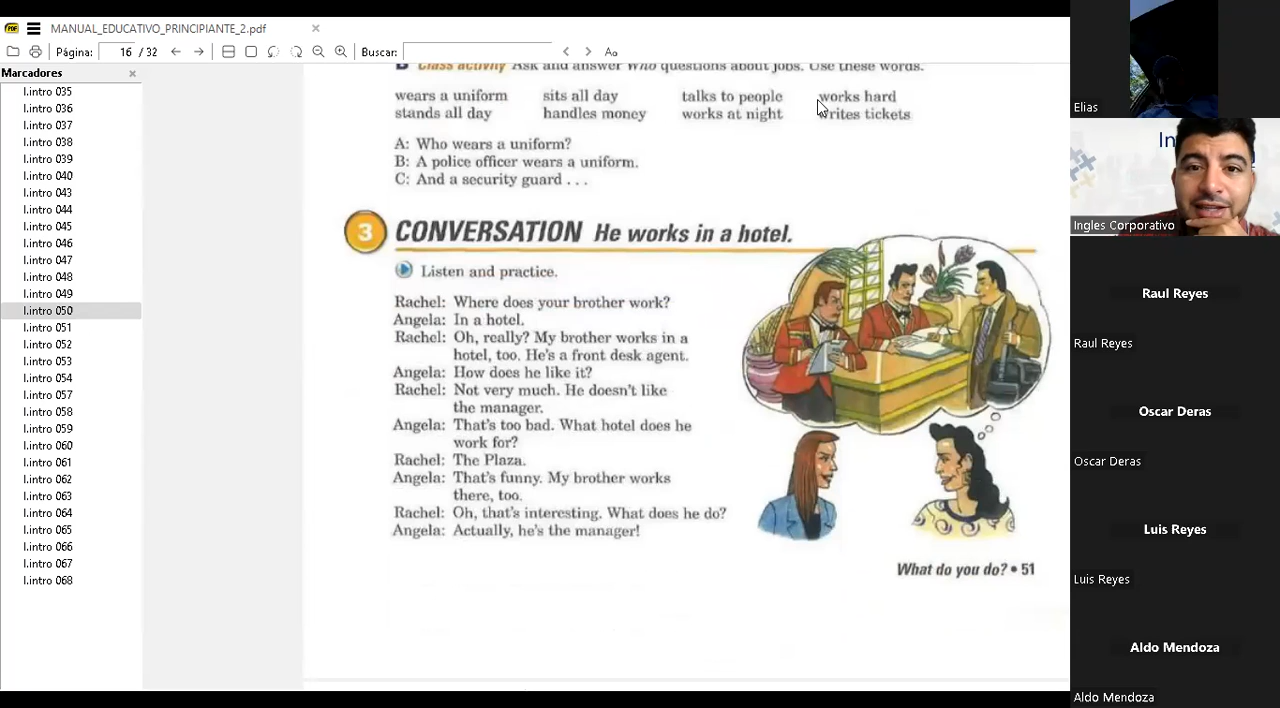 MANUAL_EDUCATIVO_PRINCIPIANTE_2.pdf
Página: 16 / 32 Buscar: Aa
Marcadores
I.intro 035
I.intro 036
I.intro 037
I.intro 038
I.intro 039
I.intro 040
I.intro 043
I.intro 044
I.intro 045
I.intro 046
I.intro 047
I.intro 048
I.intro 049
I.intro 050
I.intro 051
I.intro 052
I.intro 053
I.intro 054
I.intro 057
I.intro 058
I.intro 059
I.intro 060
I.intro 061
I.intro 062
I.intro 063
I.intro 064
I.intro 065
I.intro 066
I.intro 067
I.intro 068
B Class activity Ask and answer Who questions about jobs. Use these words.
wears a uniform sits all day talks to people works hard
stands all day handles money works at night writes tickets
A: Who wears a uniform?
B: A police officer wears a uniform.
C: And a security guard . . .
3 CONVERSATION He works in a hotel.
Listen and practice.
Rachel: Where does your brother work?
Angela: In a hotel.
Rachel: Oh, really? My brother works in a
hotel, too. He's a front desk agent.
Angela: How does he like it?
Rachel: Not very much. He doesn't like
the manager.
Angela: That's too bad. What hotel does he
work for?
Rachel: The Plaza.
Angela: That's funny. My brother works
there, too.
Rachel: Oh, that's interesting. What does he do?
Angela: Actually, he's the manager!
What do you do? • 51
Elias
Ingles Corporativo
Raul Reyes
Raul Reyes
Oscar Deras
Oscar Deras
Luis Reyes
Luis Reyes
Aldo Mendoza
Aldo Mendoza